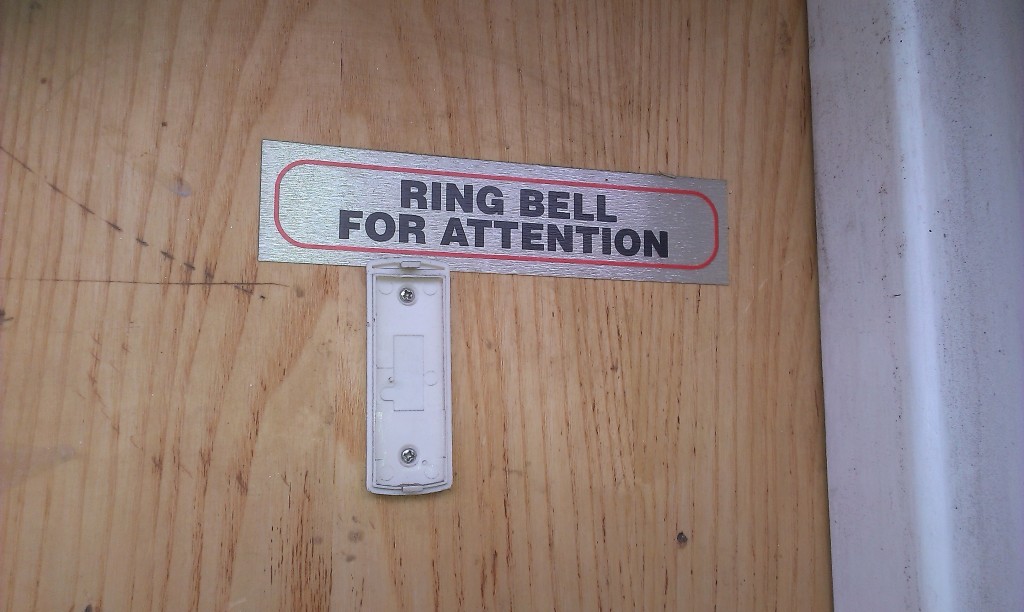 RING BELL
FOR ATTENTION